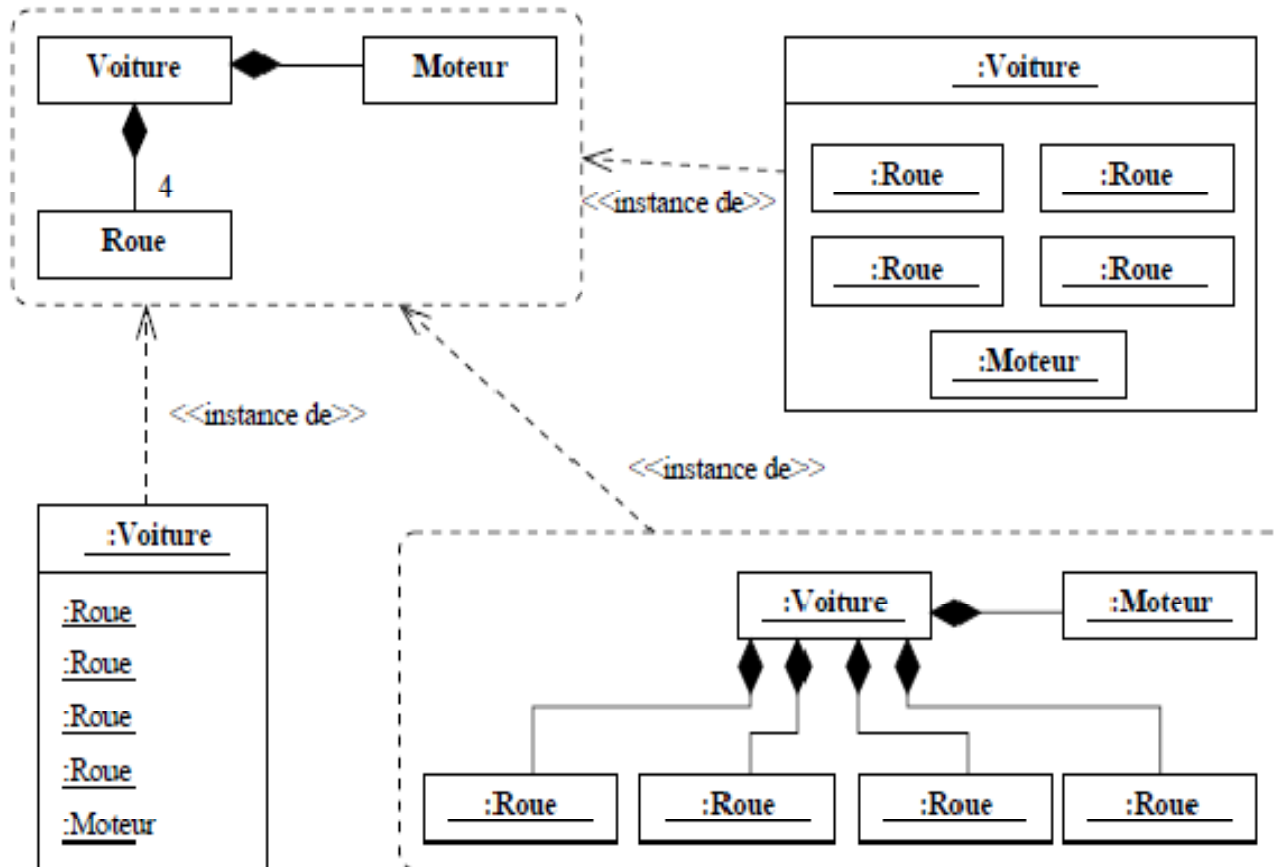 Voiture
Moteur
4
Roue
:Voiture
:Roue
:Roue
:Roue
:Roue
:Moteur
<<instance de>>
<<instance de>>
<<instance de>>
:Voiture
:Roue
:Roue
:Roue
:Roue
:Moteur
:Voiture
:Moteur
:Roue
:Roue
:Roue
:Roue